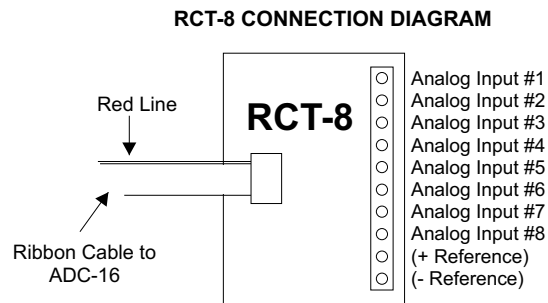 RCT-8 CONNECTION DIAGRAM
Red Line
RCT-8
Ribbon Cable to
ADC-16
Analog Input #1
Analog Input #2
Analog Input #3
Analog Input #4
Analog Input #5
Analog Input #6
Analog Input #7
Analog Input #8
(+ Reference)
(- Reference)